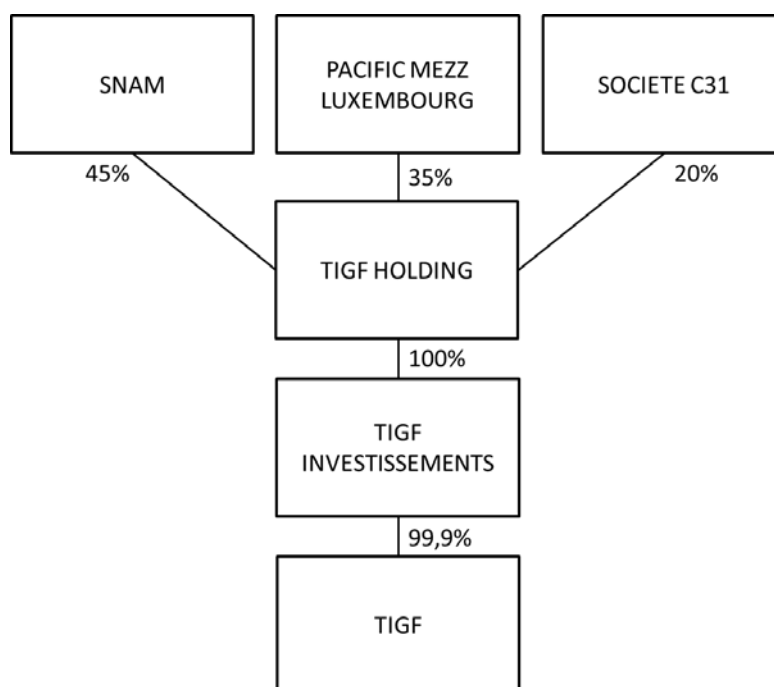 SNAM
PACIFIC MEZZ
LUXEMBOURG
SOCIETE C31
45%
35%
20%
TIGF HOLDING
100%
TIGF
INVESTISSEMENTS
99,9%
TIGF